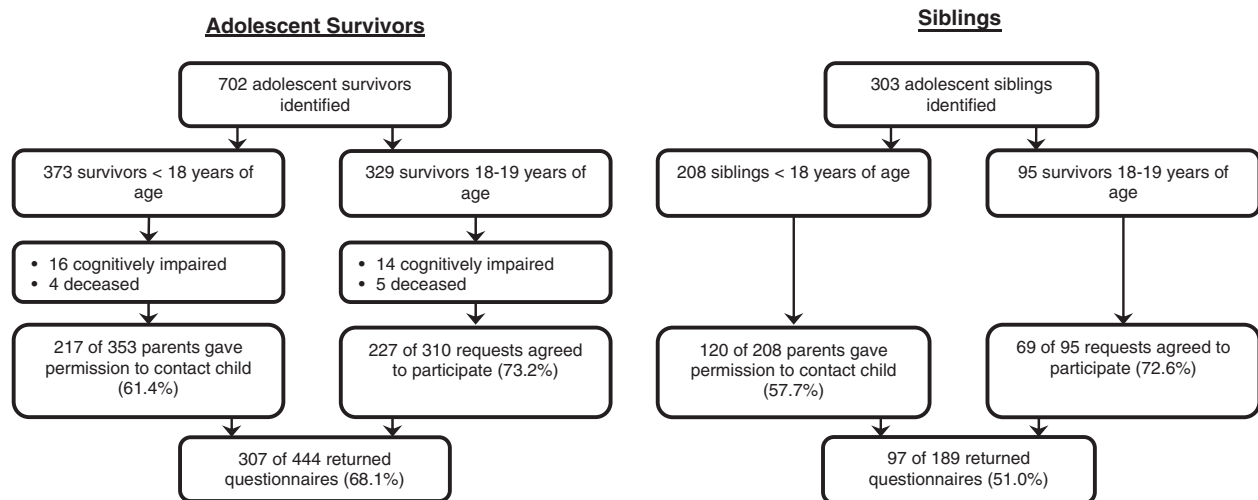 Adolescent Survivors
702 adolescent survivors
identified
373 survivors < 18 years of
age
329 survivors 18-19 years of
age
• 16 cognitively impaired
• 4 deceased
• 14 cognitively impaired
• 5 deceased
217 of 353 parents gave
permission to contact child
(61.4%)
227 of 310 requests agreed
to participate (73.2%)
307 of 444 returned
questionnaires (68.1%)
Siblings
303 adolescent siblings
identified
208 siblings < 18 years of age
95 survivors 18-19 years of
age
120 of 208 parents gave
permission to contact child
(57.7%)
69 of 95 requests agreed to
participate (72.6%)
97 of 189 returned
questionnaires (51.0%)